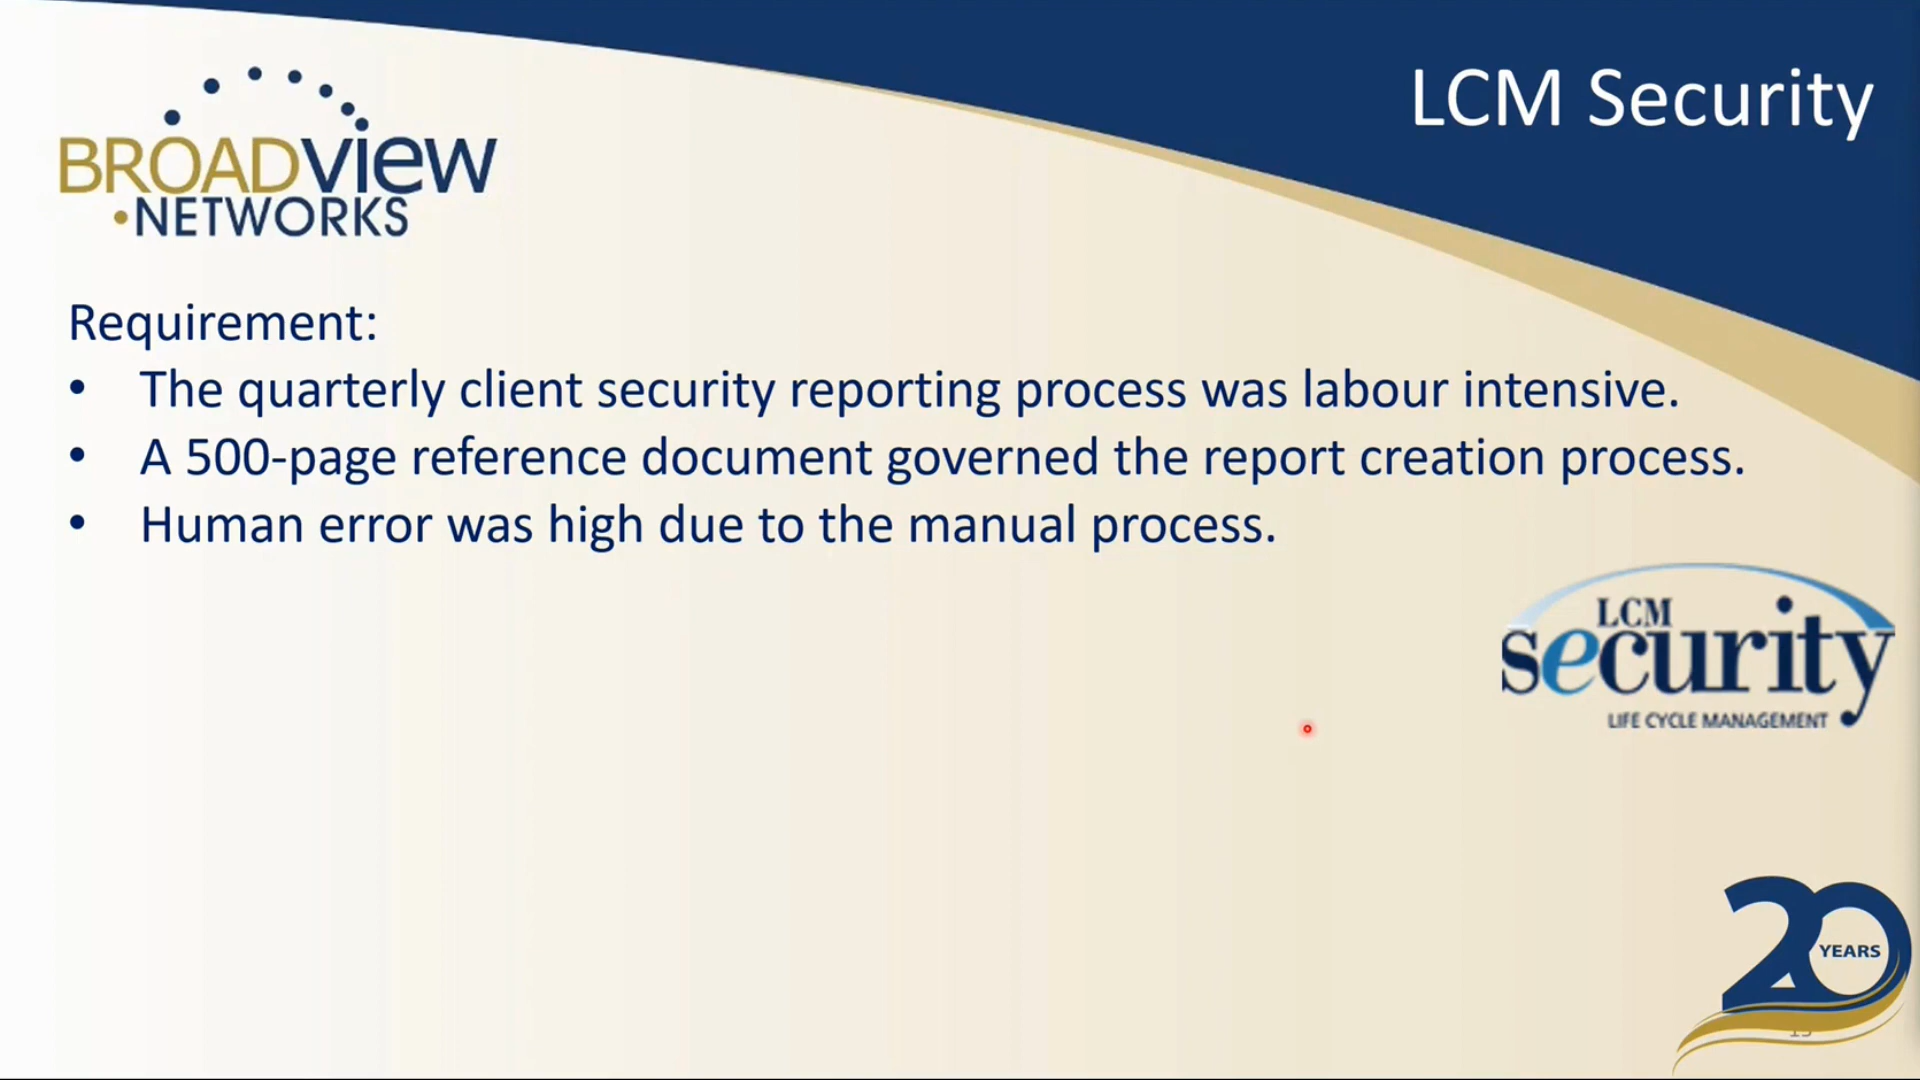 LCM Security
BROADview
NETWORKS
Requirement:
• The quarterly client security reporting process was labour intensive.
• A 500-page reference document governed the report creation process.
• Human error was high due to the manual process.
LCM
security
LIFE CYCLE MANAGEMENT
20
YEARS